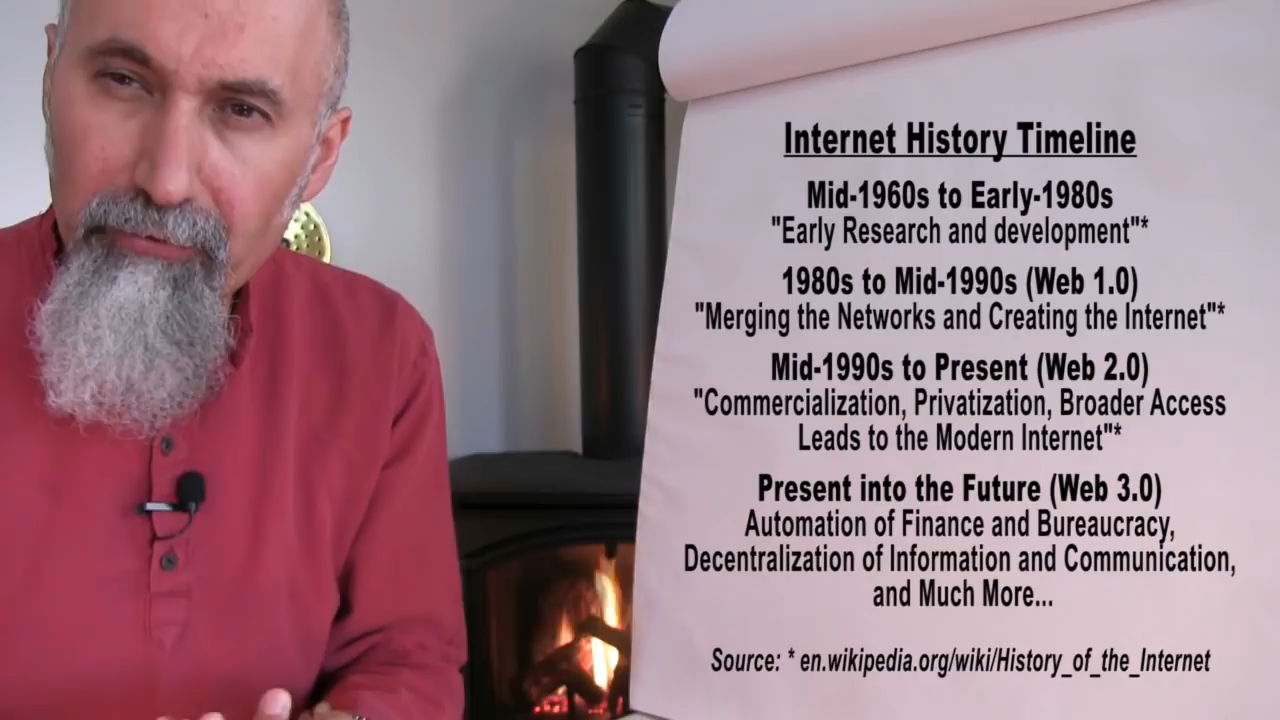 Internet History Timeline
Mid-1960s to Early-1980s
"Early Research and development"*
1980s to Mid-1990s (Web 1.0)
"Merging the Networks and Creating the Internet"*
Mid-1990s to Present (Web 2.0)
"Commercialization, Privatization, Broader Access
Leads to the Modern Internet"*
Present into the Future (Web 3.0)
Automation of Finance and Bureaucracy,
Decentralization of Information and Communication,
and Much More...
Source: * en.wikipedia.org/wiki/History_of_the_Internet